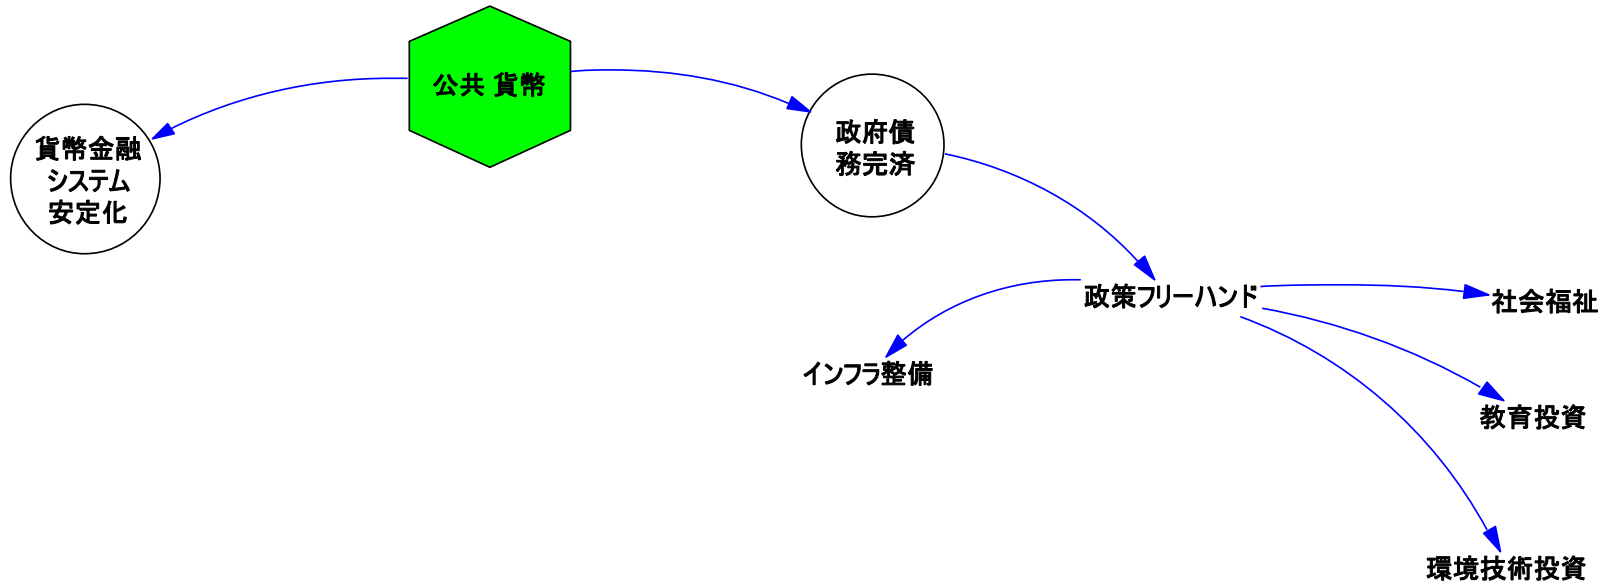 公共 貨幣
貨幣金融
システム
安定化
政府債
務完済
政策フリーハンド
社会福祉
インフラ整備
教育投資
環境技術投資